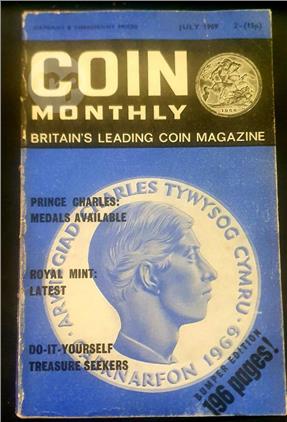 JULY 1969 2/-(15p)
COIN
MONTHLY
BRITAIN'S LEADING COIN MAGAZINE
PRINCE CHARLES:
MEDALS AVAILABLE
ROYAL MINT:
LATEST
DO-IT-YOURSELF
TREASURE SEEKERS
ARWISGIAD CHARLES TYWYSOG CYMRU
CAERNARFON 1969
BUMPER EDITION
196 pages!